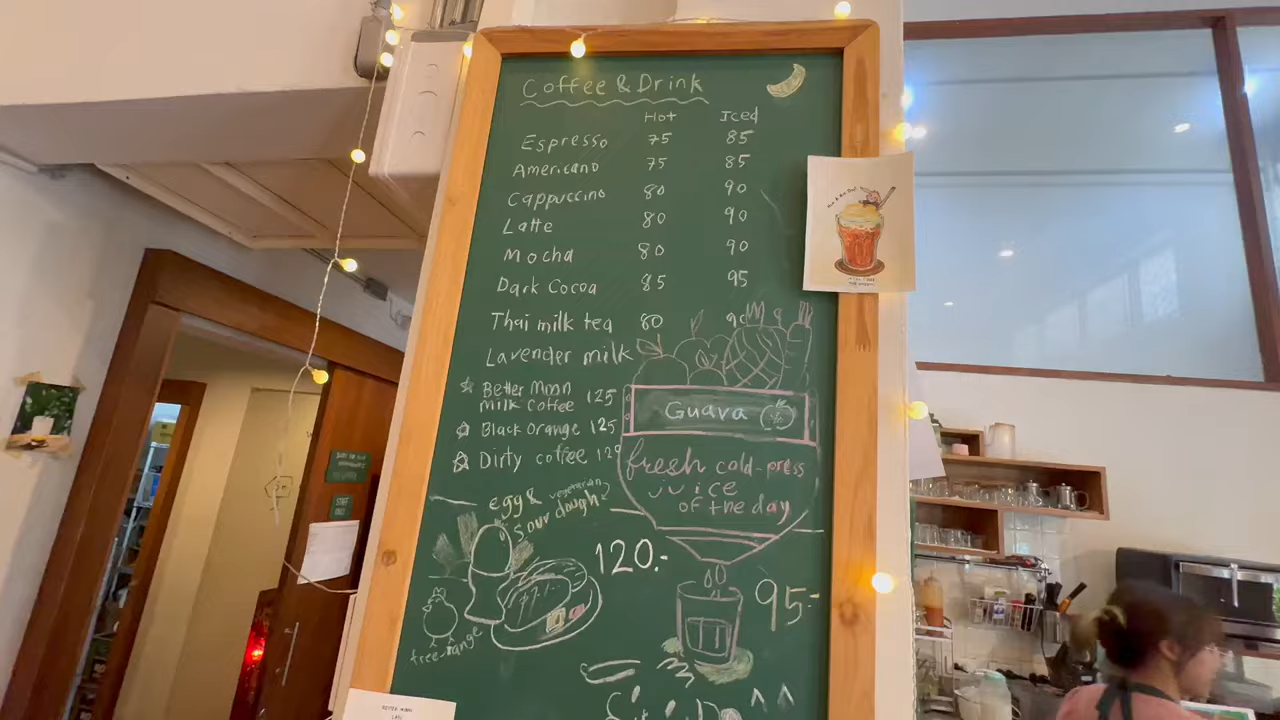 Coffee & Drink
Hot Iced
Espresso 75 85
Americano 75 85
Cappuccino 80 90
Latte 80 90
Mocha 80 90
Dark Cocoa 85 95
Thai milk tea 80 90
Lavender milk
Better Moon
Milk Coffee 125
Black Orange 125
Dirty coffee 12
Guava
fresh cold-press
juice
of the day
egg &
vegetarian
sour dough
120.-
95.-
free-range